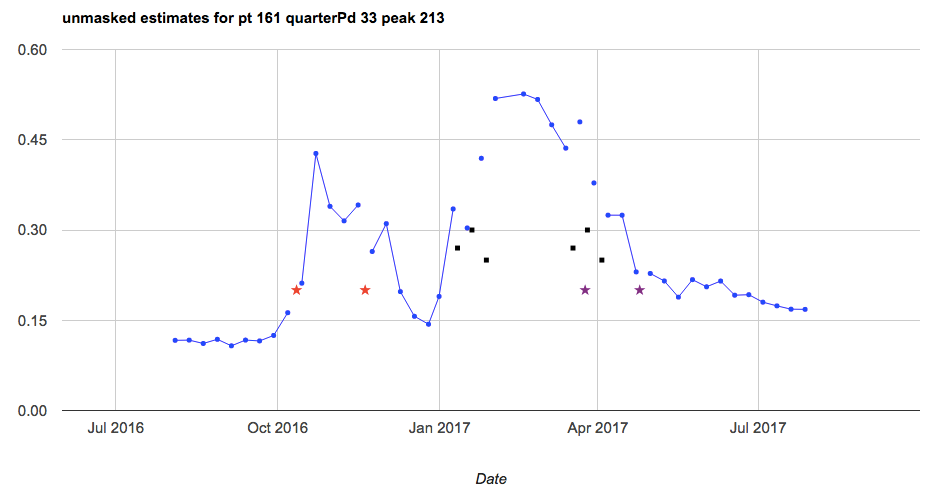 unmasked estimates for pt 161 quarterPd 33 peak 213
0.60
0.45
0.30
0.15
0.00
Jul 2016 Oct 2016 Jan 2017 Apr 2017 Jul 2017
Date